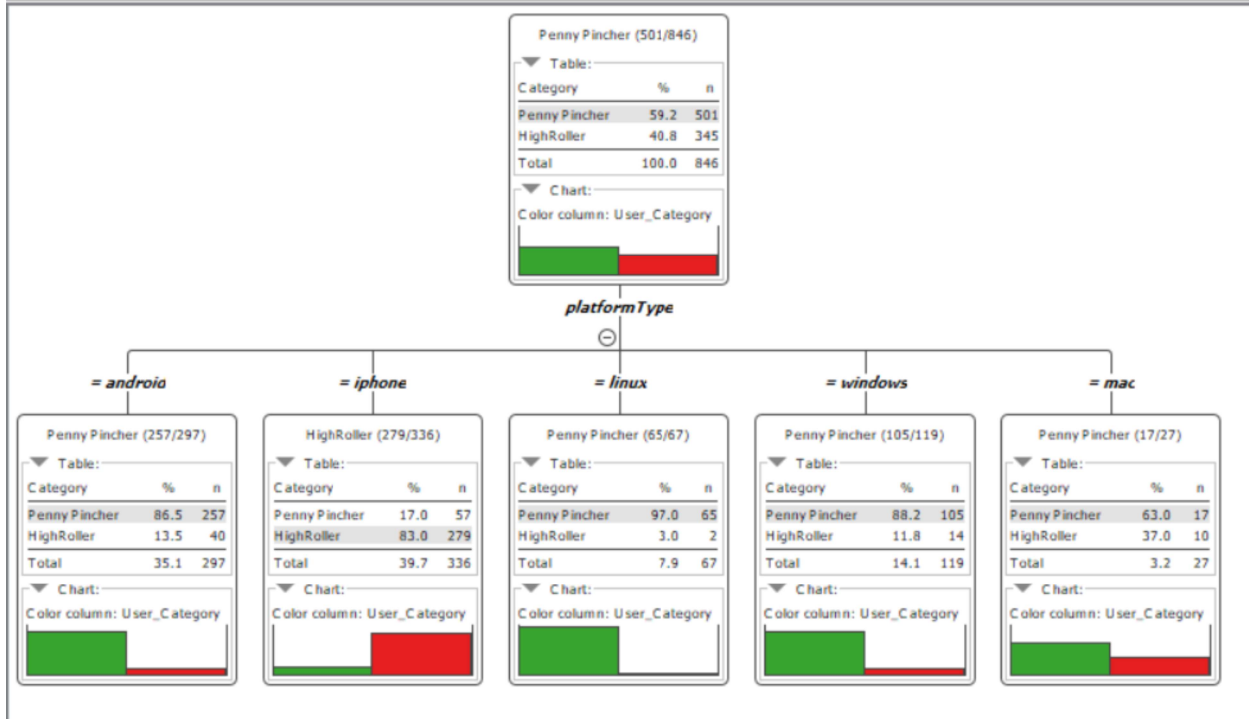 Penny Pincher (501/846)
Table:
Category % n
Penny Pincher 59.2 501
HighRoller 40.8 345
Total 100.0 846
Chart:
Color column: User_Category
platformType
= android
= iphone
= linux
= windows
= mac
Penny Pincher (257/297)
Table:
Category % n
Penny Pincher 86.5 257
HighRoller 13.5 40
Total 35.1 297
Chart:
Color column: User_Category
HighRoller (279/336)
Table:
Category % n
Penny Pincher 17.0 57
HighRoller 83.0 279
Total 39.7 336
Chart:
Color column: User_Category
Penny Pincher (65/67)
Table:
Category % n
Penny Pincher 97.0 65
HighRoller 3.0 2
Total 7.9 67
Chart:
Color column: User_Category
Penny Pincher (105/119)
Table:
Category % n
Penny Pincher 88.2 105
HighRoller 11.8 14
Total 14.1 119
Chart:
Color column: User_Category
Penny Pincher (17/27)
Table:
Category % n
Penny Pincher 63.0 17
HighRoller 37.0 10
Total 3.2 27
Chart:
Color column: User_Category